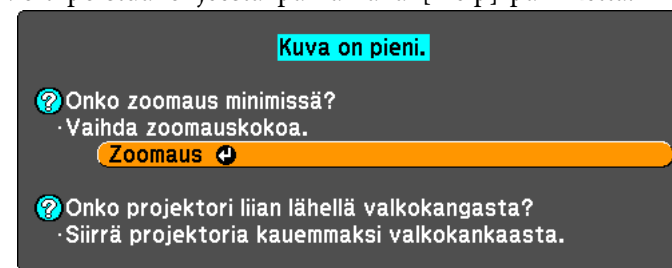 Kuva on pieni.
Onko zoomaus minimissä?
·Vaihda zoomauskokoa.
Zoomaus
Onko projektori liian lähellä valkokangasta?
·Siirrä projektoria kauemmaksi valkokankaasta.